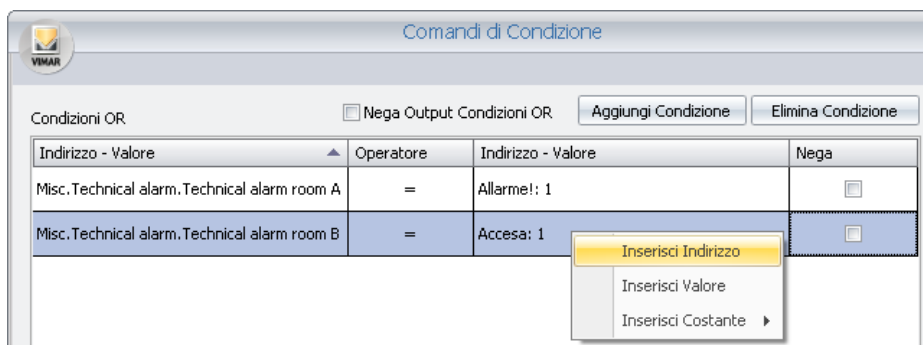 Comandi di Condizione
VIMAR
Condizioni OR Nega Output Condizioni OR Aggiungi Condizione Elimina Condizione
Indirizzo - Valore Operatore Indirizzo - Valore Nega
Misc.Technical alarm.Technical alarm room A = Allarme!: 1
Misc.Technical alarm.Technical alarm room B = Accesa: 1
Inserisci Indirizzo
Inserisci Valore
Inserisci Costante